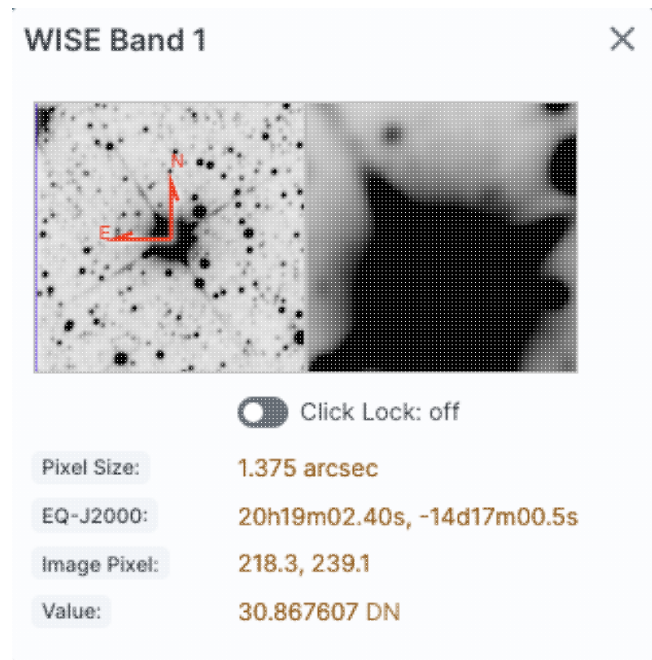 WISE Band 1
N
E
Click Lock: off
Pixel Size: 1.375 arcsec
EQ-J2000: 20h19m02.40s, -14d17m00.5s
Image Pixel: 218.3, 239.1
Value: 30.867607 DN